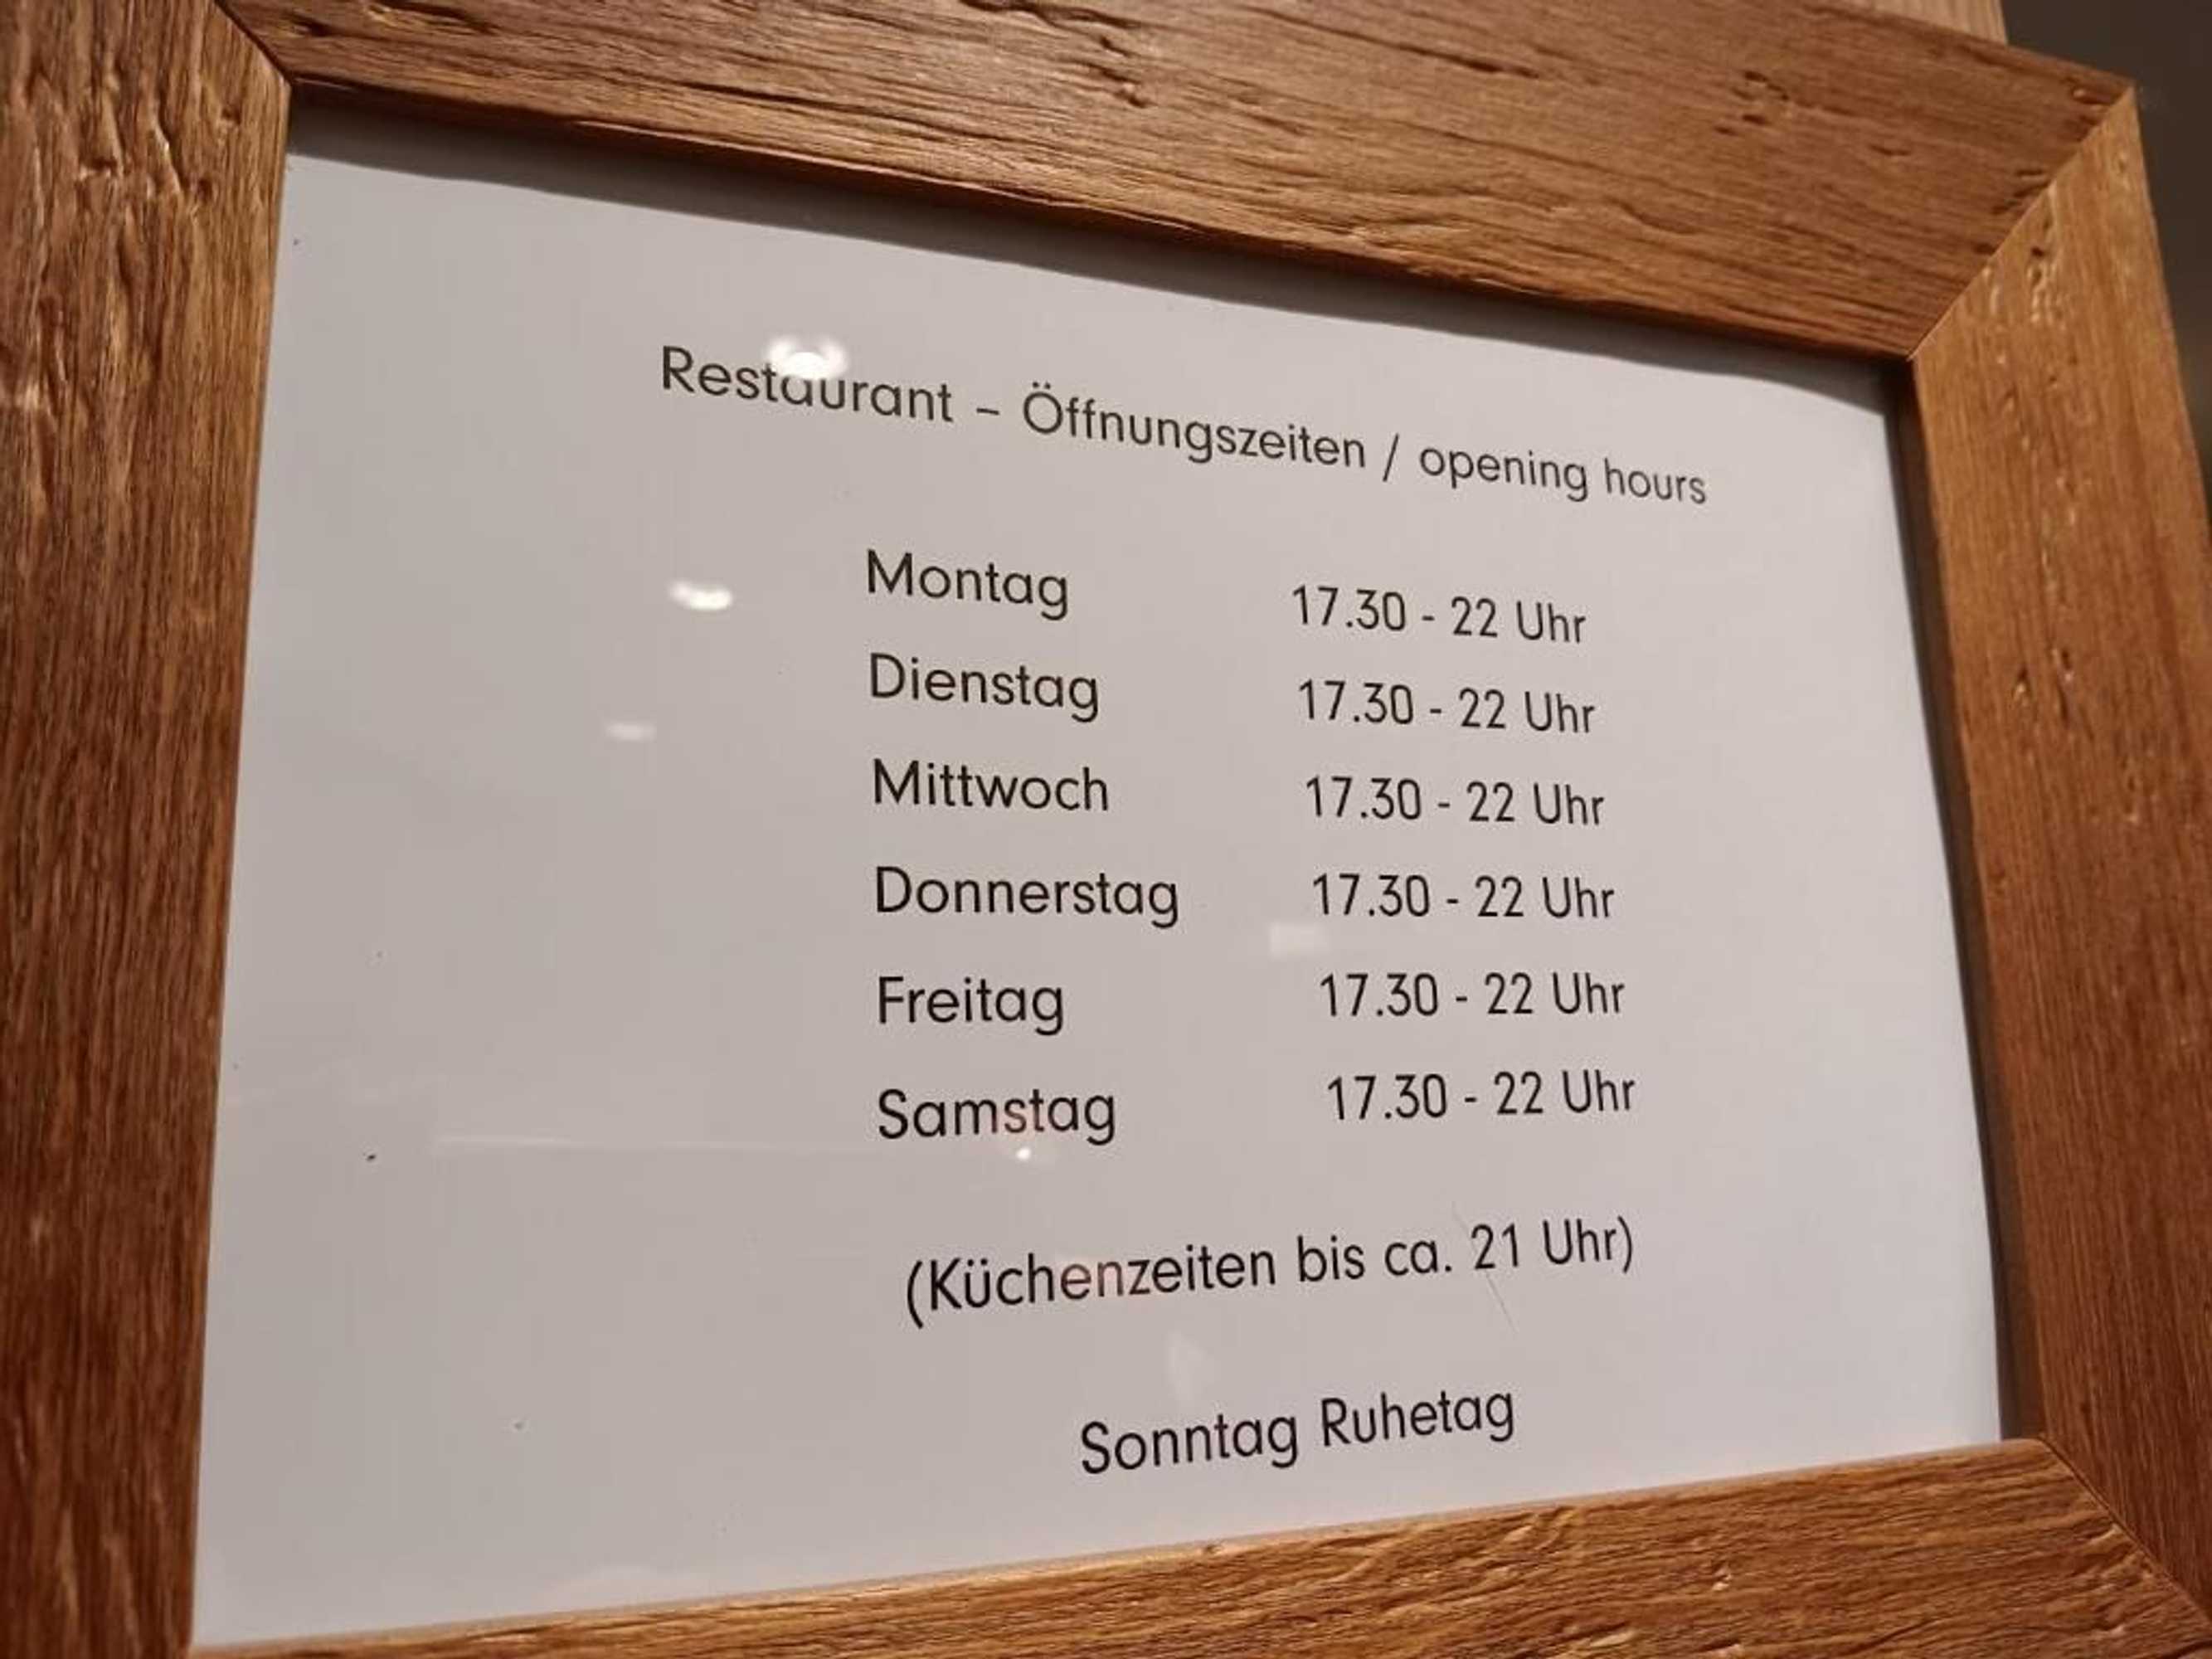 Restaurant – Öffnungszeiten / opening hours
Montag 17.30 - 22 Uhr
Dienstag 17.30 - 22 Uhr
Mittwoch 17.30 - 22 Uhr
Donnerstag 17.30 - 22 Uhr
Freitag 17.30 - 22 Uhr
Samstag 17.30 - 22 Uhr
(Küchenzeiten bis ca. 21 Uhr)
Sonntag Ruhetag